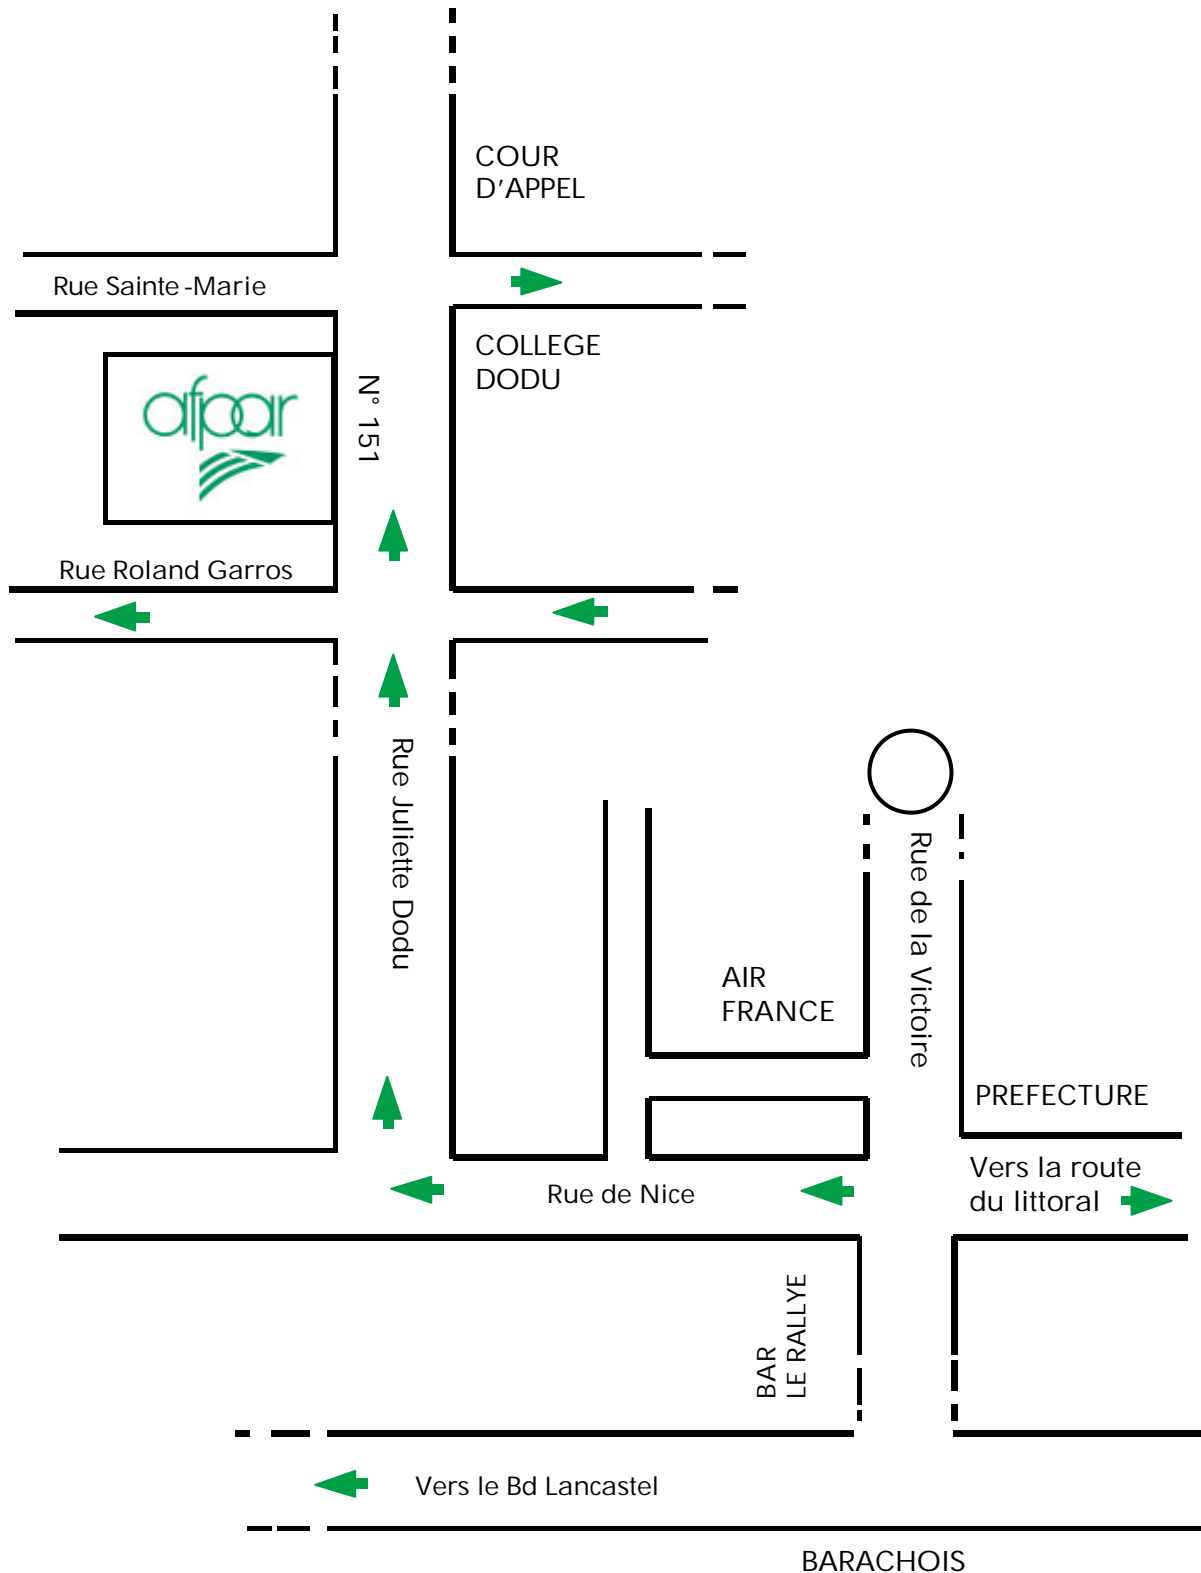 COUR
D'APPEL
Rue Sainte-Marie
COLLEGE
DODU
N° 151
afpar
Rue Roland Garros
Rue Juliette Dodu
Rue de la Victoire
AIR
FRANCE
PREFECTURE
Vers la route
du littoral
Rue de Nice
BAR
LE RALLYE
Vers le Bd Lancastel
BARACHOIS